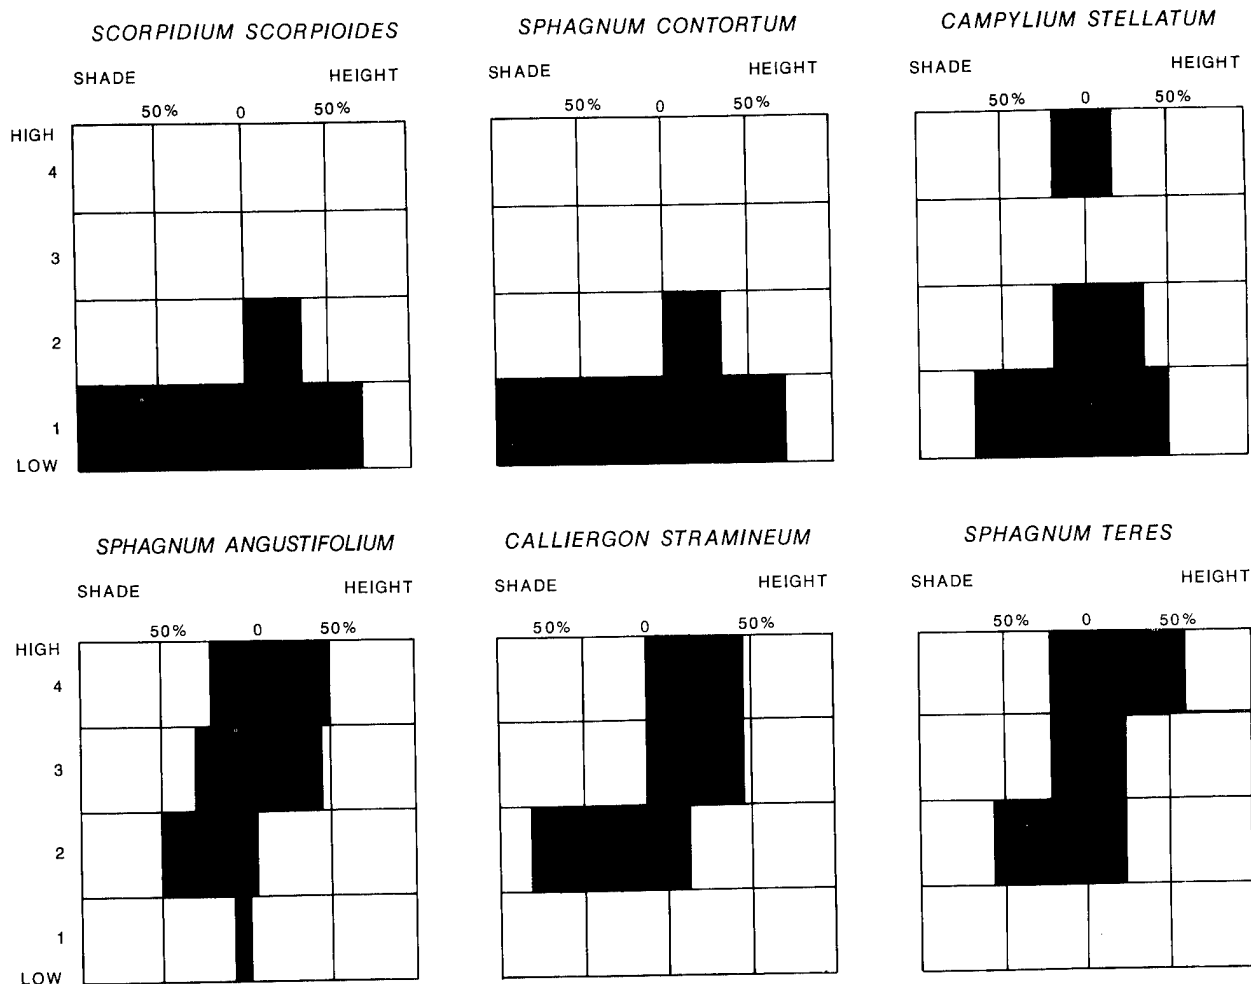 SCORPIDIUM SCORPIOIDES
SHADE HEIGHT
50% 0 50%
HIGH
4
3
2
1
LOW
SPHAGNUM CONTORTUM
SHADE HEIGHT
50% 0 50%
CAMPYLIUM STELLATUM
SHADE HEIGHT
50% 0 50%
SPHAGNUM ANGUSTIFOLIUM
SHADE HEIGHT
50% 0 50%
HIGH
4
3
2
1
LOW
CALLIERGON STRAMINEUM
SHADE HEIGHT
50% 0 50%
SPHAGNUM TERES
SHADE HEIGHT
50% 0 50%